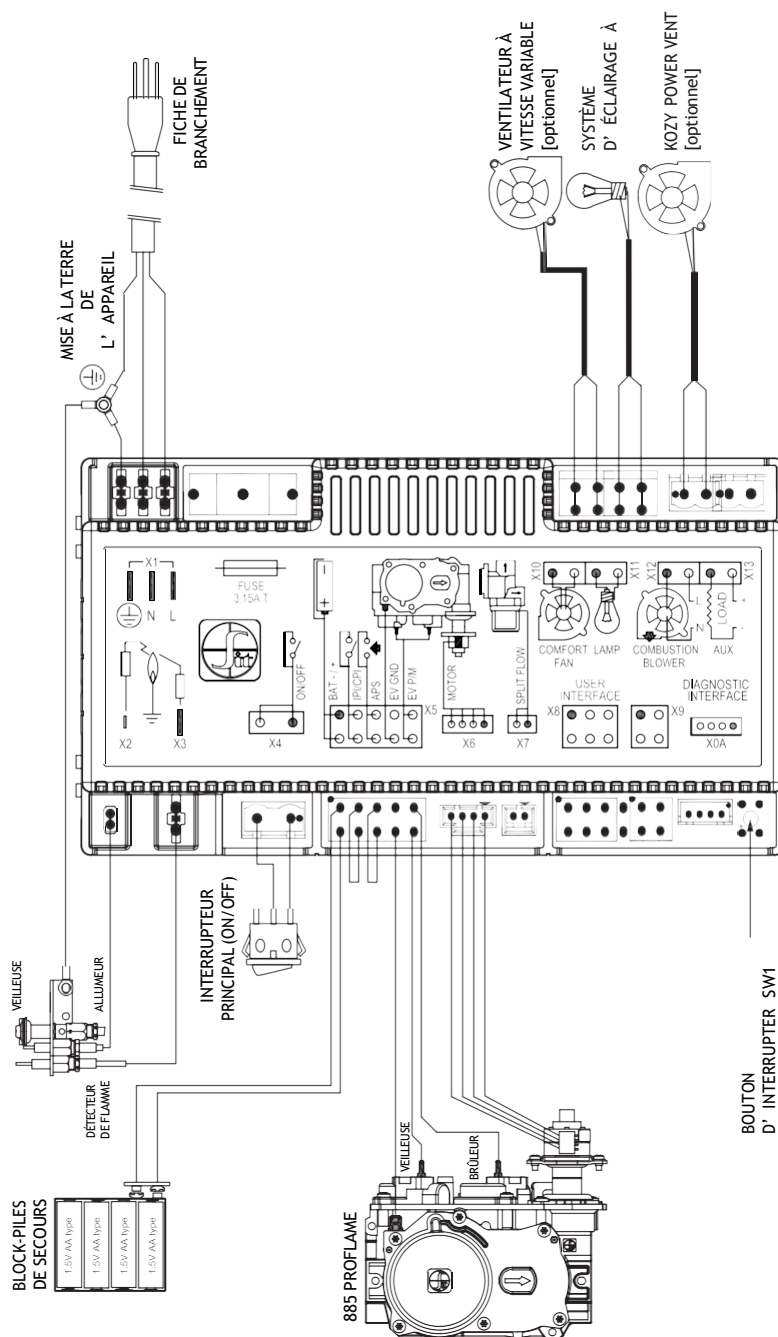 FICHE DE
BRANCHEMENT
MISE À LA TERRE
DE
L' APPAREIL
VENTILATEUR À
VITESSE VARIABLE
[optionnel]
SYSTÈME
D' ÉCLAIRAGE À
KOZY POWER VENT
[optionnel]
X1
N
L
FUSE
3.15A T
X2
X3
ON/OFF
X4
- +
BAT - / +
IPI/CPI
APS
EV GND
EV P/M
X5
MOTOR
X6
SPLIT FLOW
X7
X10
X11
COMFORT
FAN
LAMP
X12
X13
L
N
LOAD
+
-
COMBUSTION
BLOWER
AUX
USER
INTERFACE
X8
X9
DIAGNOSTIC
INTERFACE
X0A
VEILLEUSE
ALLUMEUR
DÉTECTEUR
DE FLAMME
INTERRUPTEUR
PRINCIPAL (ON/OFF)
BLOCK-PILES
DE SECOURS
1.5V AA type
1.5V AA type
1.5V AA type
1.5V AA type
VEILLEUSE
BRÛLEUR
885 PROFLAME
BOUTON
D' INTERRUPTER SW1